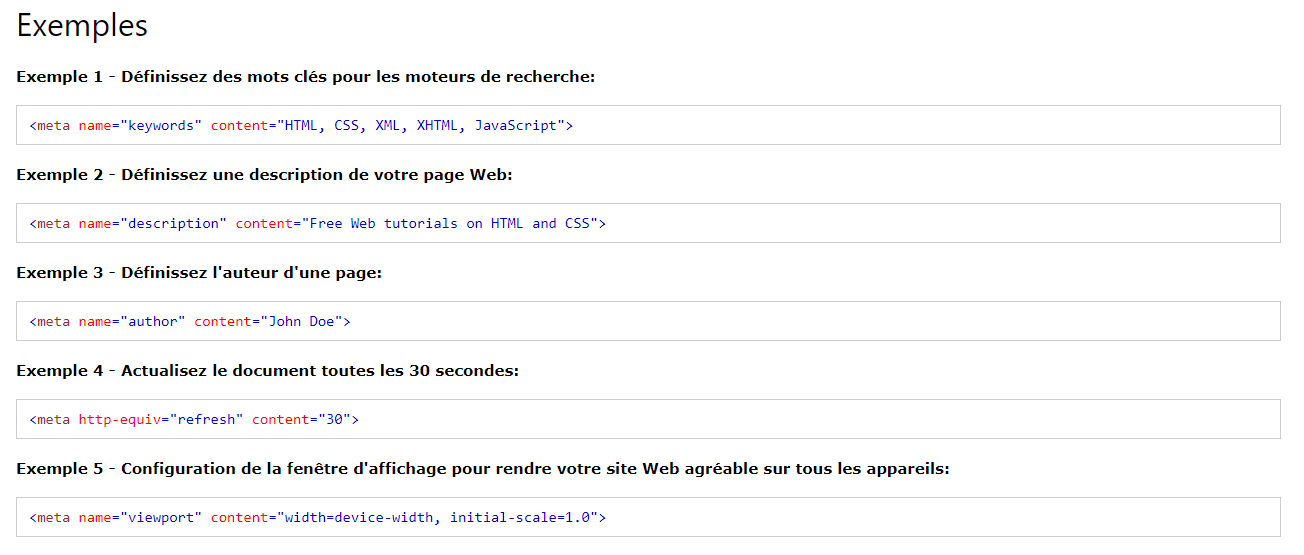 Exemples
Exemple 1 - Définissez des mots clés pour les moteurs de recherche:
<meta name="keywords" content="HTML, CSS, XML, XHTML, JavaScript">
Exemple 2 - Définissez une description de votre page Web:
<meta name="description" content="Free Web tutorials on HTML and CSS">
Exemple 3 - Définissez l'auteur d'une page:
<meta name="author" content="John Doe">
Exemple 4 - Actualisez le document toutes les 30 secondes:
<meta http-equiv="refresh" content="30">
Exemple 5 - Configuration de la fenêtre d'affichage pour rendre votre site Web agréable sur tous les appareils:
<meta name="viewport" content="width=device-width, initial-scale=1.0">